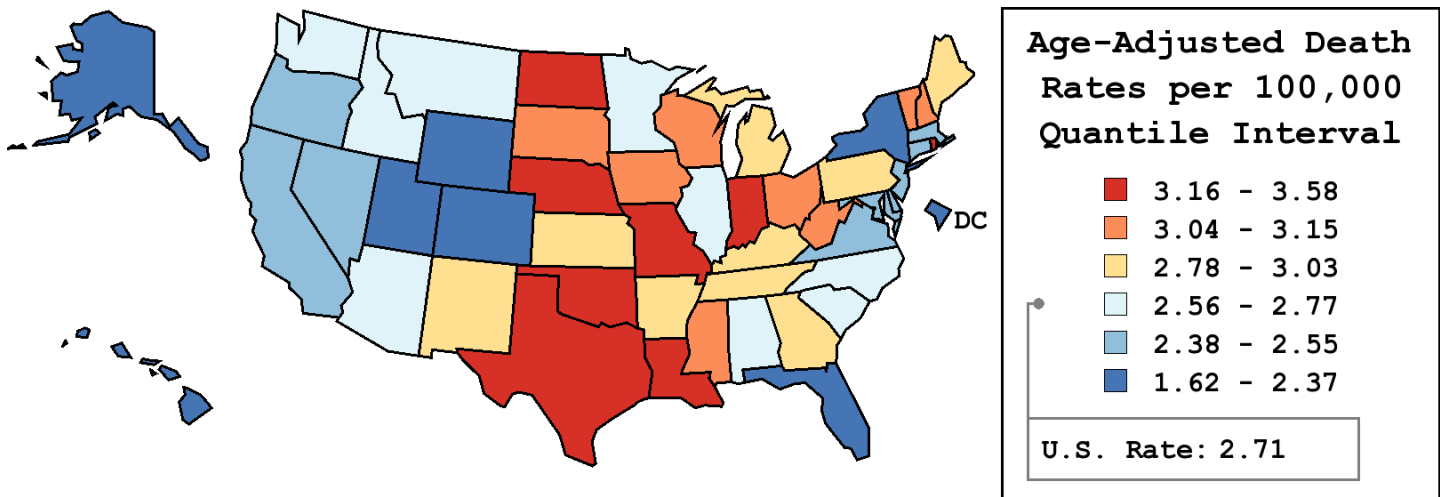 Age-Adjusted Death
Rates per 100,000
Quantile Interval
3.16 - 3.58
3.04 - 3.15
2.78 - 3.03
2.56 - 2.77
2.38 - 2.55
1.62 - 2.37
U.S. Rate: 2.71
DC